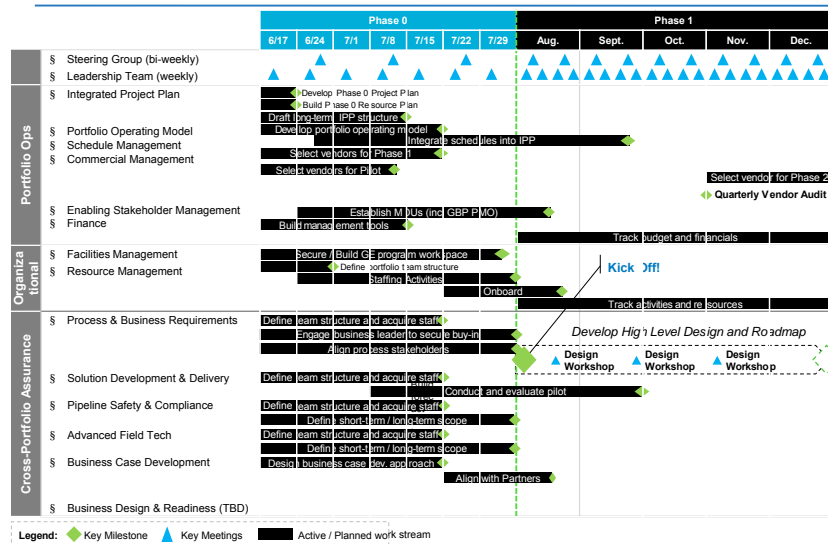 Phase 0
Phase 1
6/17 6/24 7/1 7/8 7/15 7/22 7/29 Aug. Sept. Oct. Nov. Dec.
§ Steering Group (bi-weekly)
§ Leadership Team (weekly)
Portfolio Ops
§ Integrated Project Plan
Develop Phase 0 Project Plan
Build Phase 0 Resource Plan
Draft long-term IPP structure
§ Portfolio Operating Model
Develop portfolio operating model
§ Schedule Management
Integrate schedules into IPP
§ Commercial Management
Select vendors for Phase 1
Select vendors for Pilot
Select vendor for Phase 2
Quarterly Vendor Audit
§ Enabling Stakeholder Management
Establish MOUs (inc. GBP PMO)
§ Finance
Build management tools
Track budget and financials
Organiza
tional
§ Facilities Management
Secure / Build GE program workspace
§ Resource Management
Define portfolio team structure
Staffing Activities
Onboard
Track activities and resources
Kick Off!
Cross-Portfolio Assurance
§ Process & Business Requirements
Define team structure and acquire staff
Engage business leader to secure buy-in
Align process stakeholders
Develop High Level Design and Roadmap
Design
Workshop
Design
Workshop
Design
Workshop
§ Solution Development & Delivery
Define team structure and acquire staff
Conduct and evaluate pilot
§ Pipeline Safety & Compliance
Define team structure and acquire staff
Define short-term / long-term scope
§ Advanced Field Tech
Define team structure and acquire staff
Define short-term / long-term scope
§ Business Case Development
Design business case dev. approach
Align with Partners
§ Business Design & Readiness (TBD)
Legend: Key Milestone Key Meetings Active / Planned work stream